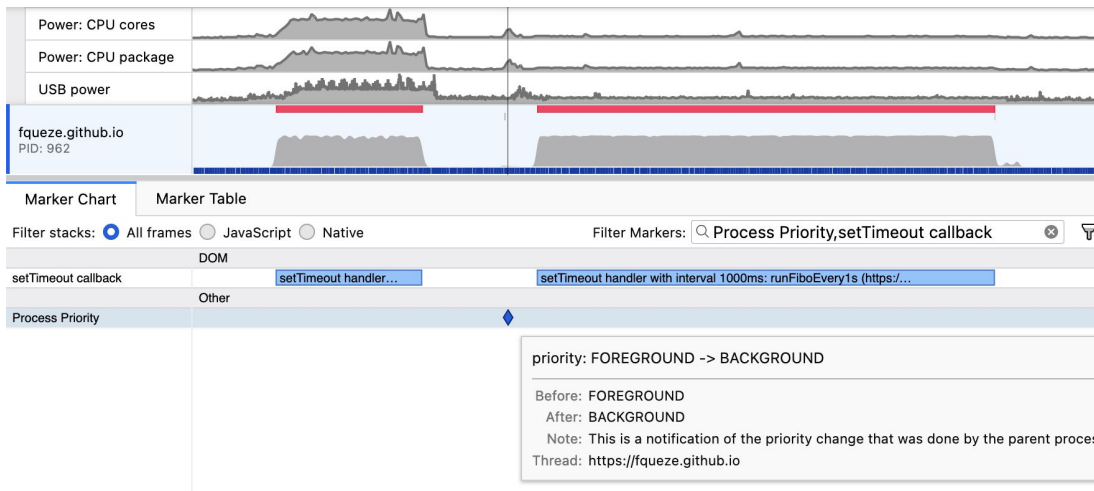 Power: CPU cores
Power: CPU package
USB power
fqueze.github.io
PID: 962
Marker Chart Marker Table
Filter stacks: All frames JavaScript Native Filter Markers: Process Priority,setTimeout callback
DOM
setTimeout callback setTimeout handler... setTimeout handler with interval 1000ms: runFiboEvery1s (https:/...
Other
Process Priority
priority: FOREGROUND -> BACKGROUND
Before: FOREGROUND
After: BACKGROUND
Note: This is a notification of the priority change that was done by the parent proces
Thread: https://fqueze.github.io